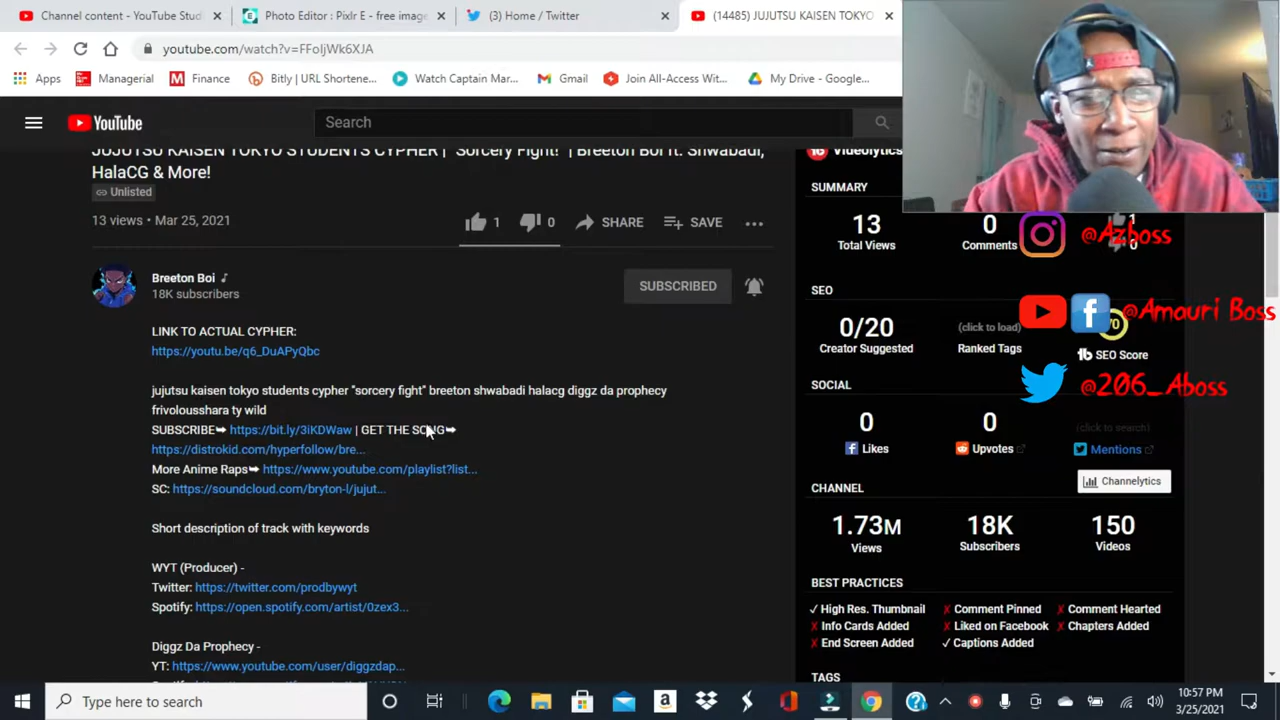 Channel content - YouTube Stud
Photo Editor : Pixlr E - free image
(3) Home / Twitter
(14485) JUJUTSU KAISEN TOKYO
youtube.com/watch?v=FFoIjWk6XJA
Apps
Managerial
Finance
Bitly | URL Shortene...
Watch Captain Mar...
Gmail
Join All-Access Wit...
My Drive - Google...
YouTube
Search
JUJUTSU KAISEN TOKYO STUDENTS CYPHER | "Sorcery Fight!" | Breeton Boi ft. Shwabadi,
HalaCG & More!
Unlisted
13 views • Mar 25, 2021
1
0
SHARE
SAVE
Breeton Boi
18K subscribers
SUBSCRIBED
LINK TO ACTUAL CYPHER:
https://youtu.be/q6_DuAPyQbc
jujutsu kaisen tokyo students cypher "sorcery fight" breeton shwabadi halacg diggz da prophecy
frivolousshara ty wild
SUBSCRIBE➥ https://bit.ly/3iKDWaw | GET THE SONG➥
https://distrokid.com/hyperfollow/bre...
More Anime Raps➥ https://www.youtube.com/playlist?list...
SC: https://soundcloud.com/bryton-l/jujut...
Short description of track with keywords
WYT (Producer) -
Twitter: https://twitter.com/prodbywyt
Spotify: https://open.spotify.com/artist/0zex3...
Diggz Da Prophecy -
YT: https://www.youtube.com/user/diggzdap...
Videolytics
SUMMARY
13
Total Views
0
Comments
1
0
@Azboss
SEO
@Amauri Boss
0/20
Creator Suggested
(click to load)
Ranked Tags
SEO Score
SOCIAL
@206_Aboss
0
Likes
0
Upvotes
(click to search)
Mentions
CHANNEL
Channelytics
1.73M
Views
18K
Subscribers
150
Videos
BEST PRACTICES
✓ High Res. Thumbnail
✗ Comment Pinned
✗ Comment Hearted
✗ Info Cards Added
✗ Liked on Facebook
✗ Chapters Added
✗ End Screen Added
✓ Captions Added
TAGS
Type here to search
10:57 PM
3/25/2021